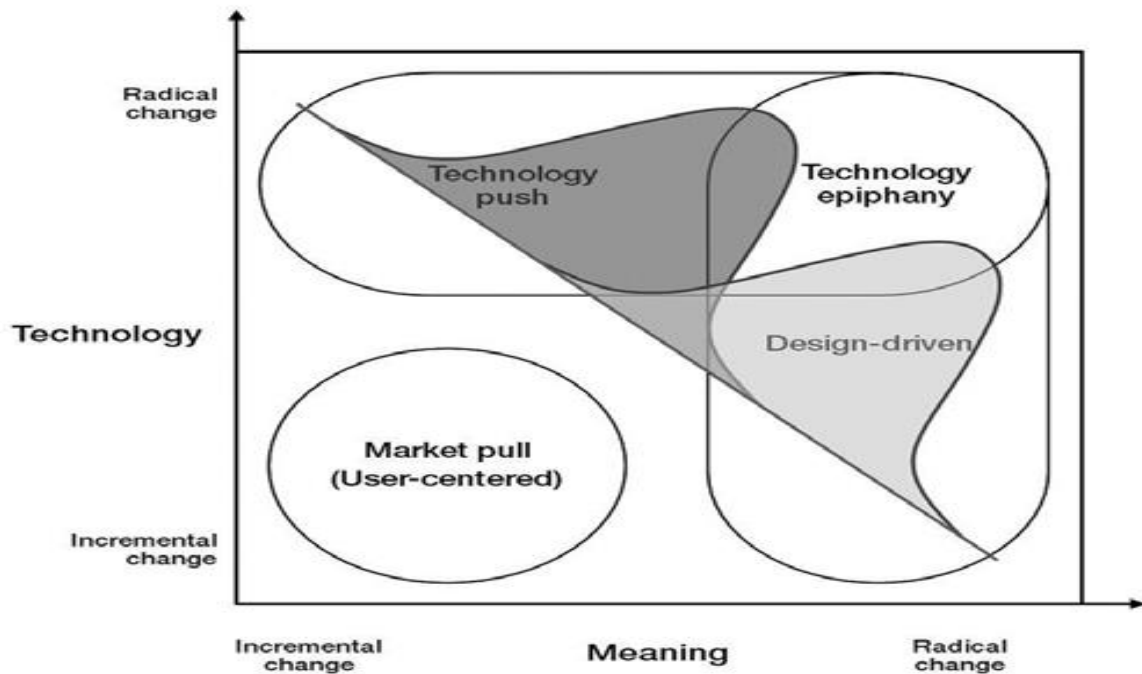 Radical
change
Technology
push
Technology
epiphany
Technology
Design-driven
Market pull
(User-centered)
Incremental
change
Incremental
change
Meaning
Radical
change